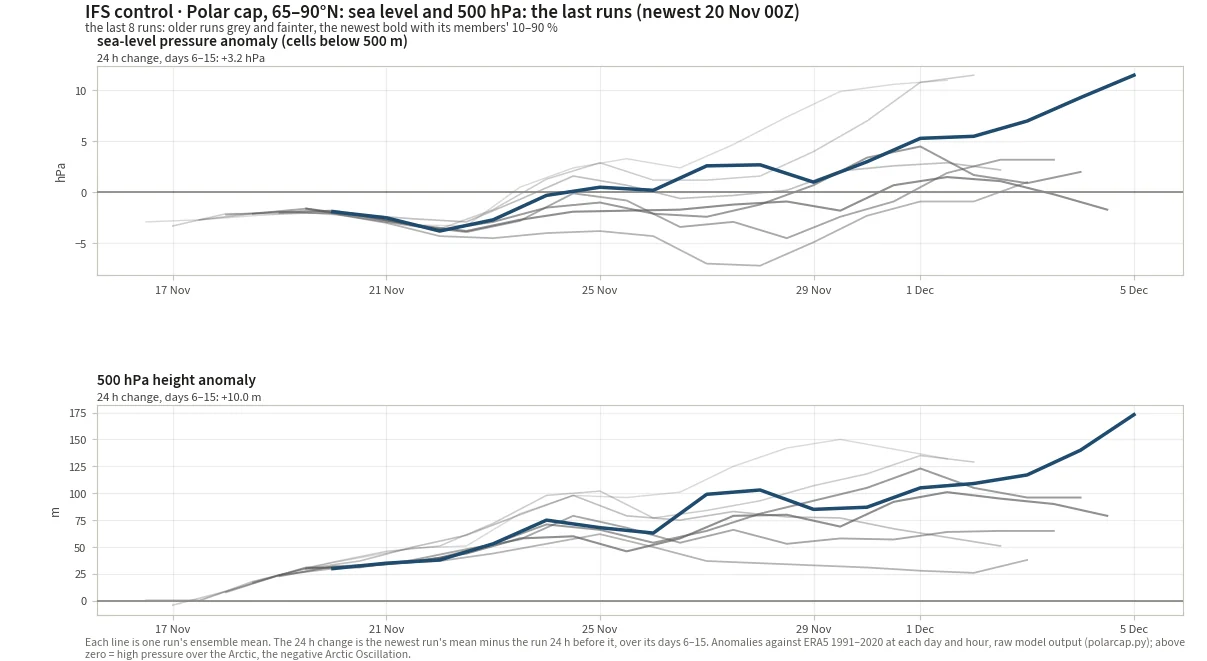 IFS control · Polar cap, 65–90°N: sea level and 500 hPa: the last runs (newest 20 Nov 00Z)
the last 8 runs: older runs grey and fainter, the newest bold with its members' 10–90 %
sea-level pressure anomaly (cells below 500 m)
24 h change, days 6–15: +3.2 hPa
10
5
0
−5
hPa
17 Nov
21 Nov
25 Nov
29 Nov
1 Dec
5 Dec
500 hPa height anomaly
24 h change, days 6–15: +10.0 m
175
150
125
100
75
50
25
0
m
17 Nov
21 Nov
25 Nov
29 Nov
1 Dec
5 Dec
Each line is one run's ensemble mean. The 24 h change is the newest run's mean minus the run 24 h before it, over its days 6–15. Anomalies against ERA5 1991–2020 at each day and hour, raw model output (polarcap.py); above
zero = high pressure over the Arctic, the negative Arctic Oscillation.